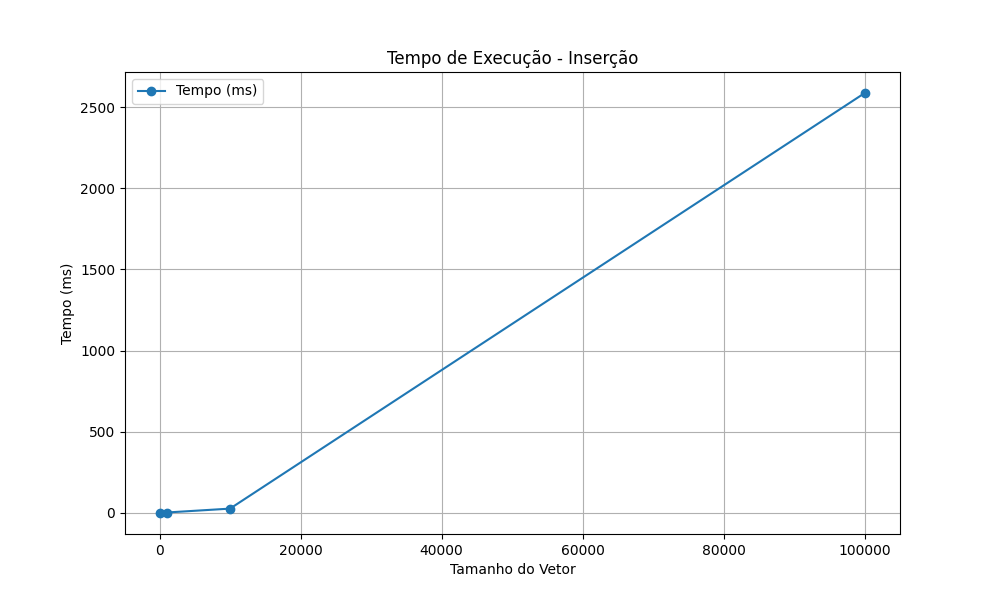 Tempo de Execução - Inserção
Tempo (ms)
2500
2000
1500
1000
500
0
Tempo (ms)
0 20000 40000 60000 80000 100000
Tamanho do Vetor